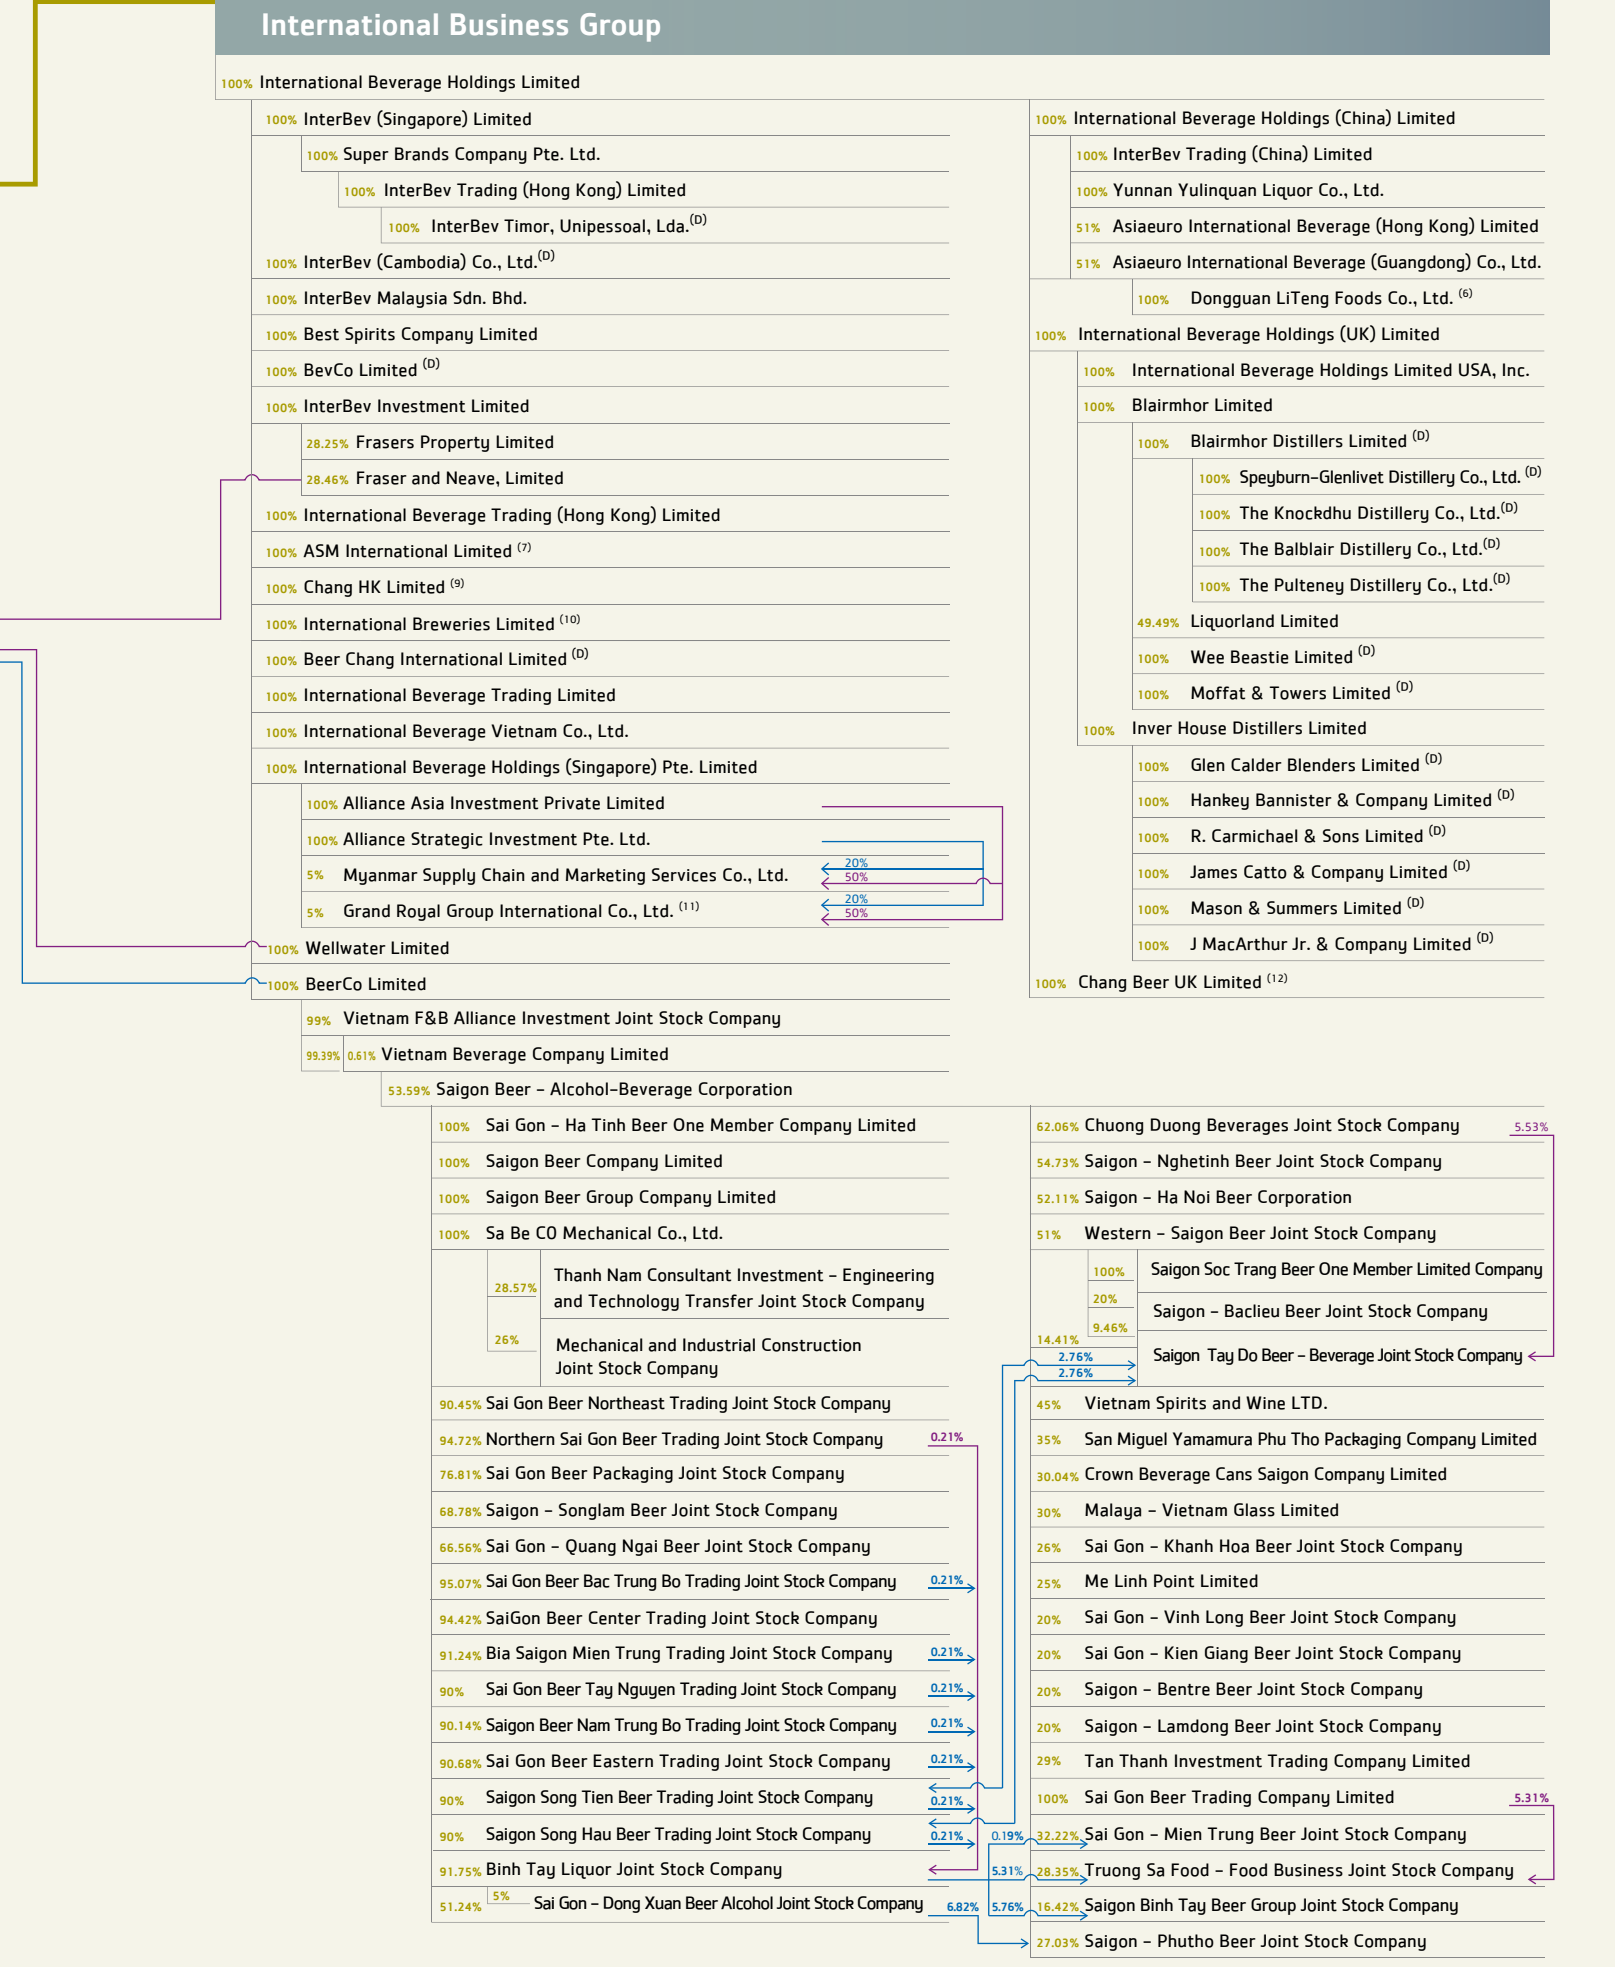 International Business Group
100% International Beverage Holdings Limited
100% InterBev (Singapore) Limited
100% Super Brands Company Pte. Ltd.
100% InterBev Trading (Hong Kong) Limited
100% InterBev Timor, Unipessoal, Lda.(D)
100% InterBev (Cambodia) Co., Ltd.(D)
100% InterBev Malaysia Sdn. Bhd.
100% Best Spirits Company Limited
100% BevCo Limited (D)
100% InterBev Investment Limited
28.25% Frasers Property Limited
28.46% Fraser and Neave, Limited
100% International Beverage Trading (Hong Kong) Limited
100% ASM International Limited (7)
100% Chang HK Limited (9)
100% International Breweries Limited (10)
100% Beer Chang International Limited (D)
100% International Beverage Trading Limited
100% International Beverage Vietnam Co., Ltd.
100% International Beverage Holdings (Singapore) Pte. Limited
100% Alliance Asia Investment Private Limited
100% Alliance Strategic Investment Pte. Ltd.
5% Myanmar Supply Chain and Marketing Services Co., Ltd. 20%
50%
5% Grand Royal Group International Co., Ltd. (11) 20%
50%
100% Wellwater Limited
100% BeerCo Limited
99% Vietnam F&B Alliance Investment Joint Stock Company
99.39% 0.61% Vietnam Beverage Company Limited
53.59% Saigon Beer – Alcohol-Beverage Corporation
100% International Beverage Holdings (China) Limited
100% InterBev Trading (China) Limited
100% Yunnan Yulinquan Liquor Co., Ltd.
51% Asiaeuro International Beverage (Hong Kong) Limited
51% Asiaeuro International Beverage (Guangdong) Co., Ltd.
100% Dongguan LiTeng Foods Co., Ltd. (6)
100% International Beverage Holdings (UK) Limited
100% International Beverage Holdings Limited USA, Inc.
100% Blairmhor Limited
100% Blairmhor Distillers Limited (D)
100% Speyburn-Glenlivet Distillery Co., Ltd. (D)
100% The Knockdhu Distillery Co., Ltd.(D)
100% The Balblair Distillery Co., Ltd.(D)
100% The Pulteney Distillery Co., Ltd.(D)
49.49% Liquorland Limited
100% Wee Beastie Limited (D)
100% Moffat & Towers Limited (D)
100% Inver House Distillers Limited
100% Glen Calder Blenders Limited (D)
100% Hankey Bannister & Company Limited (D)
100% R. Carmichael & Sons Limited (D)
100% James Catto & Company Limited (D)
100% Mason & Summers Limited (D)
100% J MacArthur Jr. & Company Limited (D)
100% Chang Beer UK Limited (12)
100% Sai Gon – Ha Tinh Beer One Member Company Limited
100% Saigon Beer Company Limited
100% Saigon Beer Group Company Limited
100% Sa Be CO Mechanical Co., Ltd.
28.57% Thanh Nam Consultant Investment – Engineering
and Technology Transfer Joint Stock Company
26% Mechanical and Industrial Construction
Joint Stock Company
90.45% Sai Gon Beer Northeast Trading Joint Stock Company
94.72% Northern Sai Gon Beer Trading Joint Stock Company 0.21%
76.81% Sai Gon Beer Packaging Joint Stock Company
68.78% Saigon – Songlam Beer Joint Stock Company
66.56% Sai Gon – Quang Ngai Beer Joint Stock Company
95.07% Sai Gon Beer Bac Trung Bo Trading Joint Stock Company 0.21%
94.42% SaiGon Beer Center Trading Joint Stock Company
91.24% Bia Saigon Mien Trung Trading Joint Stock Company 0.21%
90% Sai Gon Beer Tay Nguyen Trading Joint Stock Company 0.21%
90.14% Saigon Beer Nam Trung Bo Trading Joint Stock Company 0.21%
90.68% Sai Gon Beer Eastern Trading Joint Stock Company 0.21%
90% Saigon Song Tien Beer Trading Joint Stock Company 0.21%
90% Saigon Song Hau Beer Trading Joint Stock Company 0.21%
91.75% Binh Tay Liquor Joint Stock Company
51.24% 5% Sai Gon – Dong Xuan Beer Alcohol Joint Stock Company 6.82%
62.06% Chuong Duong Beverages Joint Stock Company 5.53%
54.73% Saigon – Nghetinh Beer Joint Stock Company
52.11% Saigon – Ha Noi Beer Corporation
51% Western – Saigon Beer Joint Stock Company
100% Saigon Soc Trang Beer One Member Limited Company
20% Saigon – Baclieu Beer Joint Stock Company
9.46%
14.41%
2.76% Saigon Tay Do Beer – Beverage Joint Stock Company
2.76%
45% Vietnam Spirits and Wine LTD.
35% San Miguel Yamamura Phu Tho Packaging Company Limited
30.04% Crown Beverage Cans Saigon Company Limited
30% Malaya – Vietnam Glass Limited
26% Sai Gon – Khanh Hoa Beer Joint Stock Company
25% Me Linh Point Limited
20% Sai Gon – Vinh Long Beer Joint Stock Company
20% Sai Gon – Kien Giang Beer Joint Stock Company
20% Saigon – Bentre Beer Joint Stock Company
20% Saigon – Lamdong Beer Joint Stock Company
29% Tan Thanh Investment Trading Company Limited
100% Sai Gon Beer Trading Company Limited 5.31%
0.19% 32.22% Sai Gon – Mien Trung Beer Joint Stock Company
5.31% 28.35% Truong Sa Food – Food Business Joint Stock Company
5.76% 16.42% Saigon Binh Tay Beer Group Joint Stock Company
27.03% Saigon – Phutho Beer Joint Stock Company